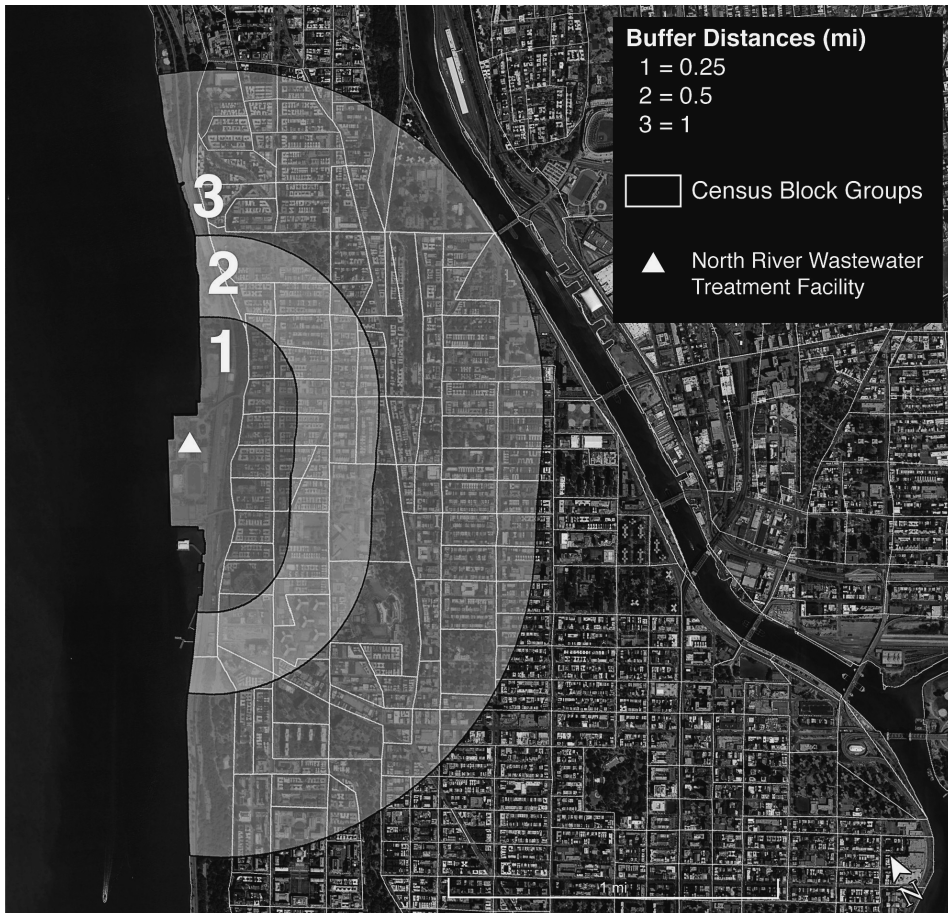 Buffer Distances (mi)
1 = 0.25
2 = 0.5
3 = 1
Census Block Groups
North River Wastewater
Treatment Facility
3
2
1
1 mi
N